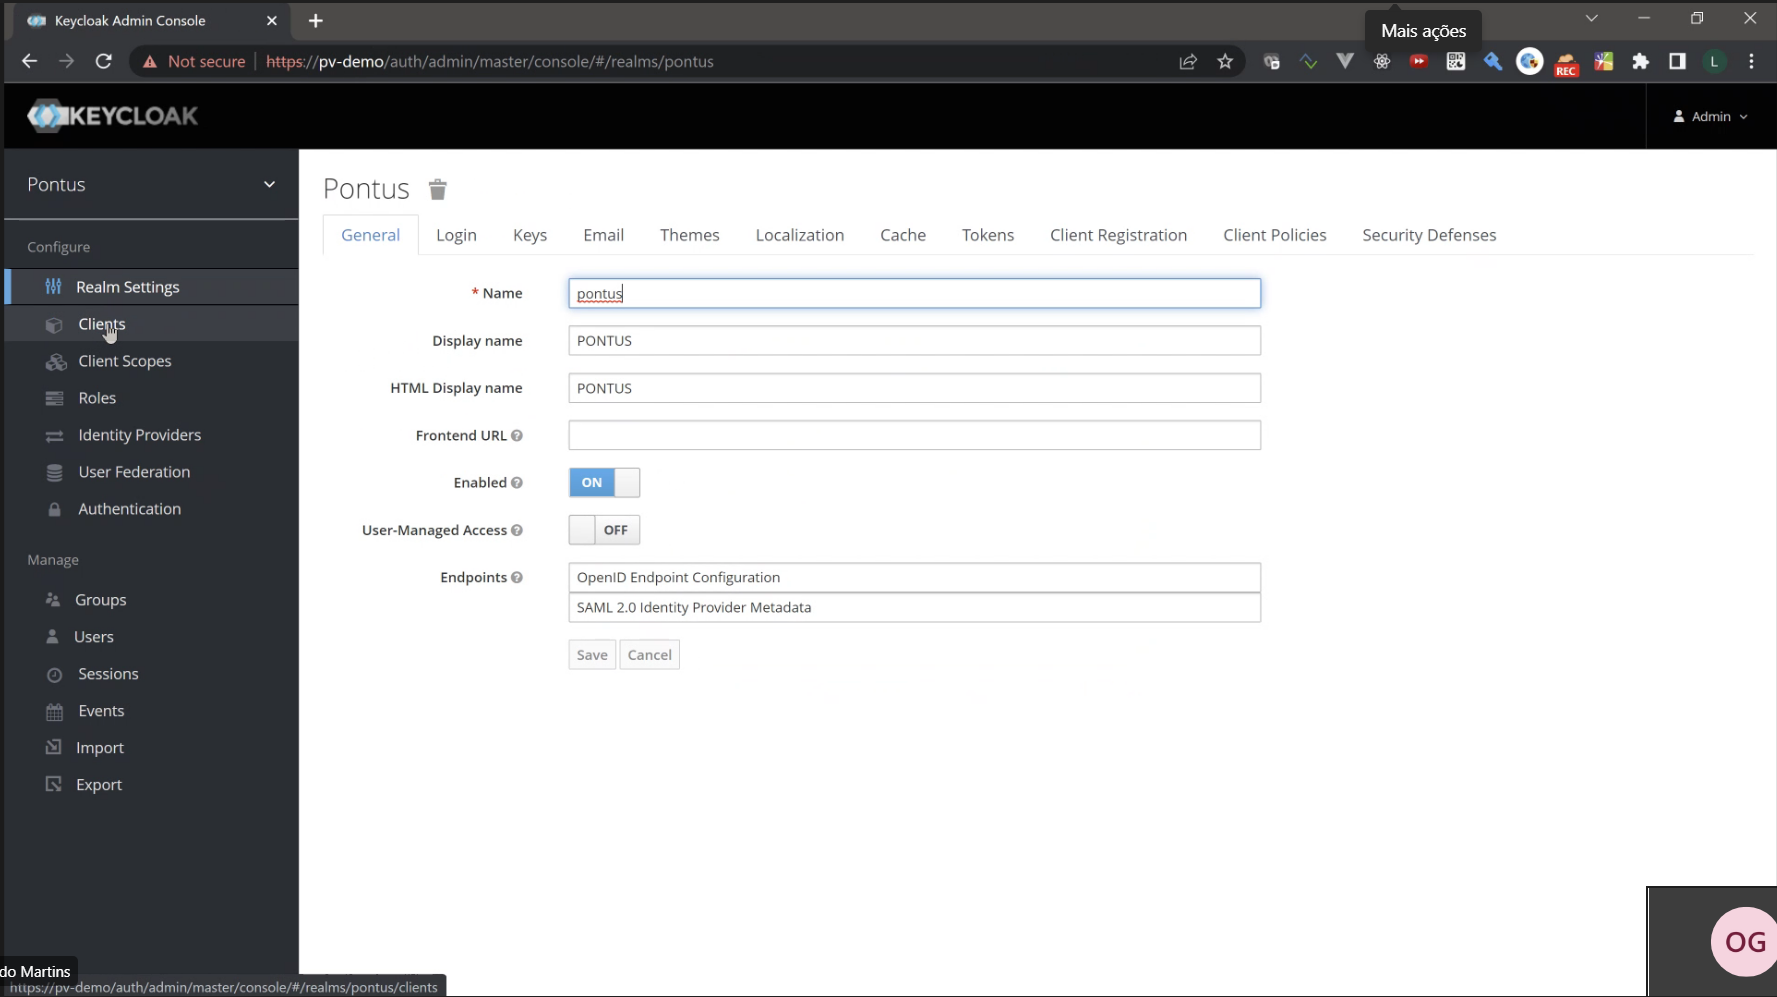 Keycloak Admin Console
Mais ações
Not secure
https://pv-demo/auth/admin/master/console/#/realms/pontus
REC
L
KEYCLOAK
Admin
Pontus
Configure
Realm Settings
Clients
Client Scopes
Roles
Identity Providers
User Federation
Authentication
Manage
Groups
Users
Sessions
Events
Import
Export
Pontus
General
Login
Keys
Email
Themes
Localization
Cache
Tokens
Client Registration
Client Policies
Security Defenses
* Name
pontus
Display name
PONTUS
HTML Display name
PONTUS
Frontend URL
Enabled
ON
User-Managed Access
OFF
Endpoints
OpenID Endpoint Configuration
SAML 2.0 Identity Provider Metadata
Save
Cancel
OG
do Martins
https://pv-demo/auth/admin/master/console/#/realms/pontus/clients